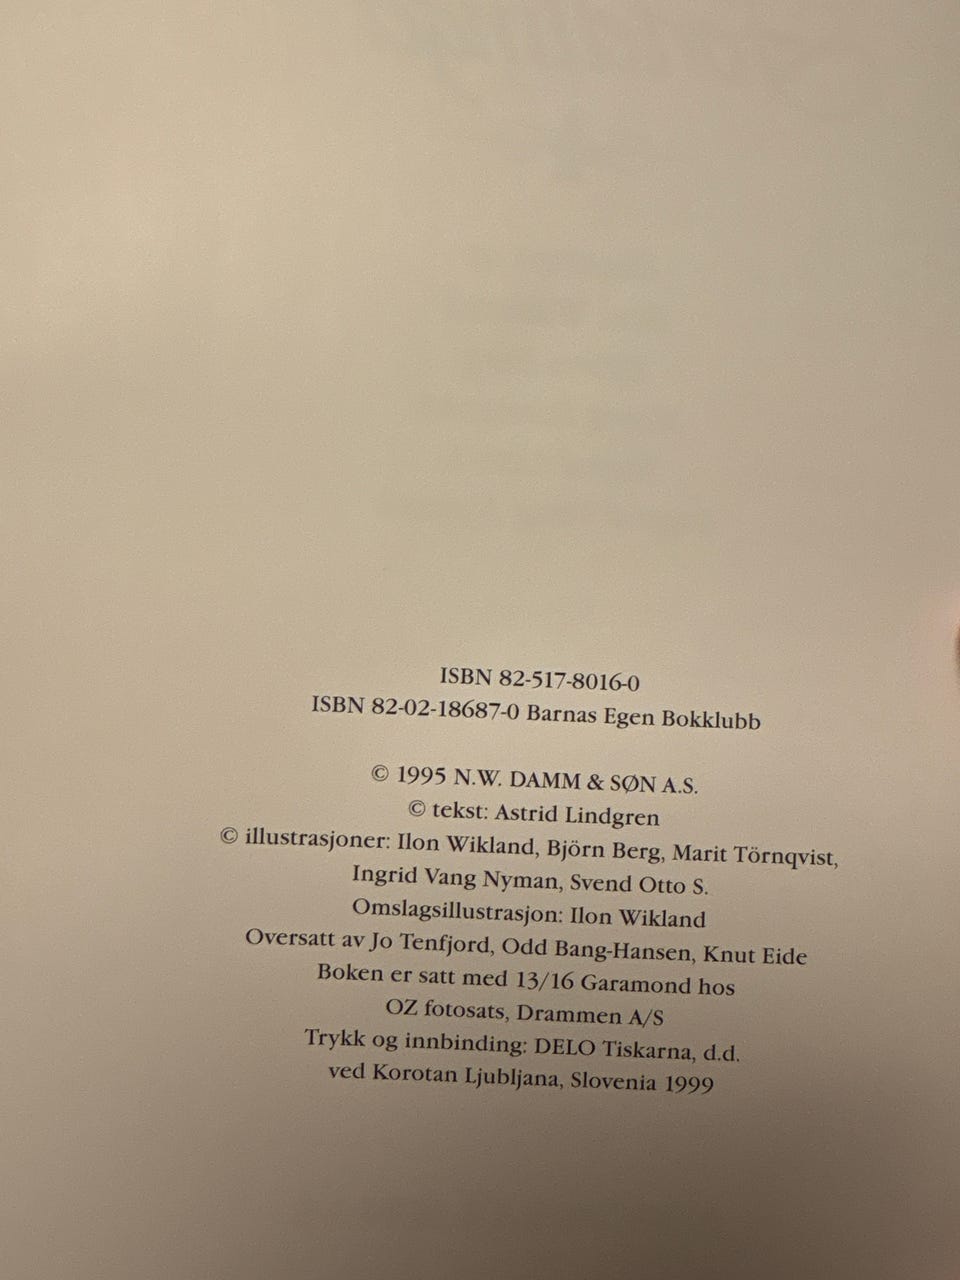 ISBN 82-517-8016-0
ISBN 82-02-18687-0 Barnas Egen Bokklubb
© 1995 N.W. DAMM & SØN A.S.
© tekst: Astrid Lindgren
© illustrasjoner: Ilon Wikland, Björn Berg, Marit Törnqvist,
Ingrid Vang Nyman, Svend Otto S.
Omslagsillustrasjon: Ilon Wikland
Oversatt av Jo Tenfjord, Odd Bang-Hansen, Knut Eide
Boken er satt med 13/16 Garamond hos
OZ fotosats, Drammen A/S
Trykk og innbinding: DELO Tiskarna, d.d.
ved Korotan Ljubljana, Slovenia 1999